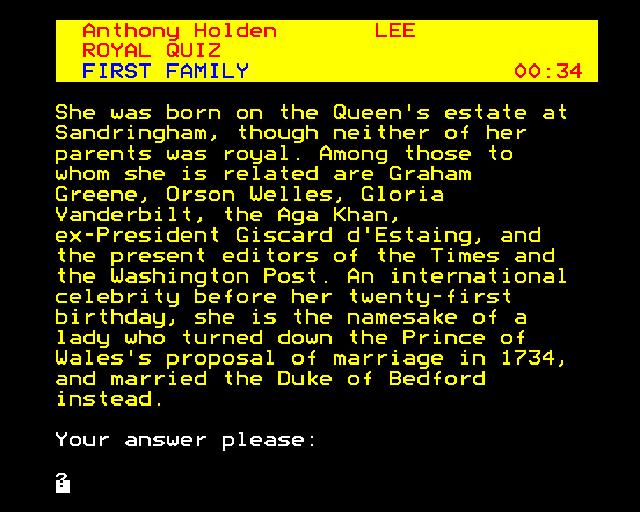 Anthony Holden LEE
ROYAL QUIZ
FIRST FAMILY 00:34
She was born on the Queen's estate at
Sandringham, though neither of her
parents was royal. Among those to
whom she is related are Graham
Greene, Orson Welles, Gloria
Vanderbilt, the Aga Khan,
ex-President Giscard d'Estaing, and
the present editors of the Times and
the Washington Post. An international
celebrity before her twenty-first
birthday, she is the namesake of a
lady who turned down the Prince of
Wales's proposal of marriage in 1734,
and married the Duke of Bedford
instead.
Your answer please:
?